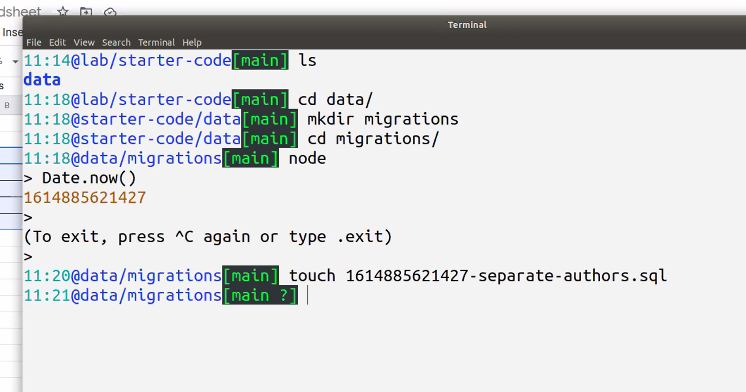 dsheet
Inse
Terminal
File Edit View Search Terminal Help
%
s
B
11:14@lab/starter-code[main] ls
data
11:18@lab/starter-code[main] cd data/
11:18@starter-code/data[main] mkdir migrations
11:18@starter-code/data[main] cd migrations/
11:18@data/migrations[main] node
> Date.now()
1614885621427
>
(To exit, press ^C again or type .exit)
>
11:20@data/migrations[main] touch 1614885621427-separate-authors.sql
11:21@data/migrations[main ?]